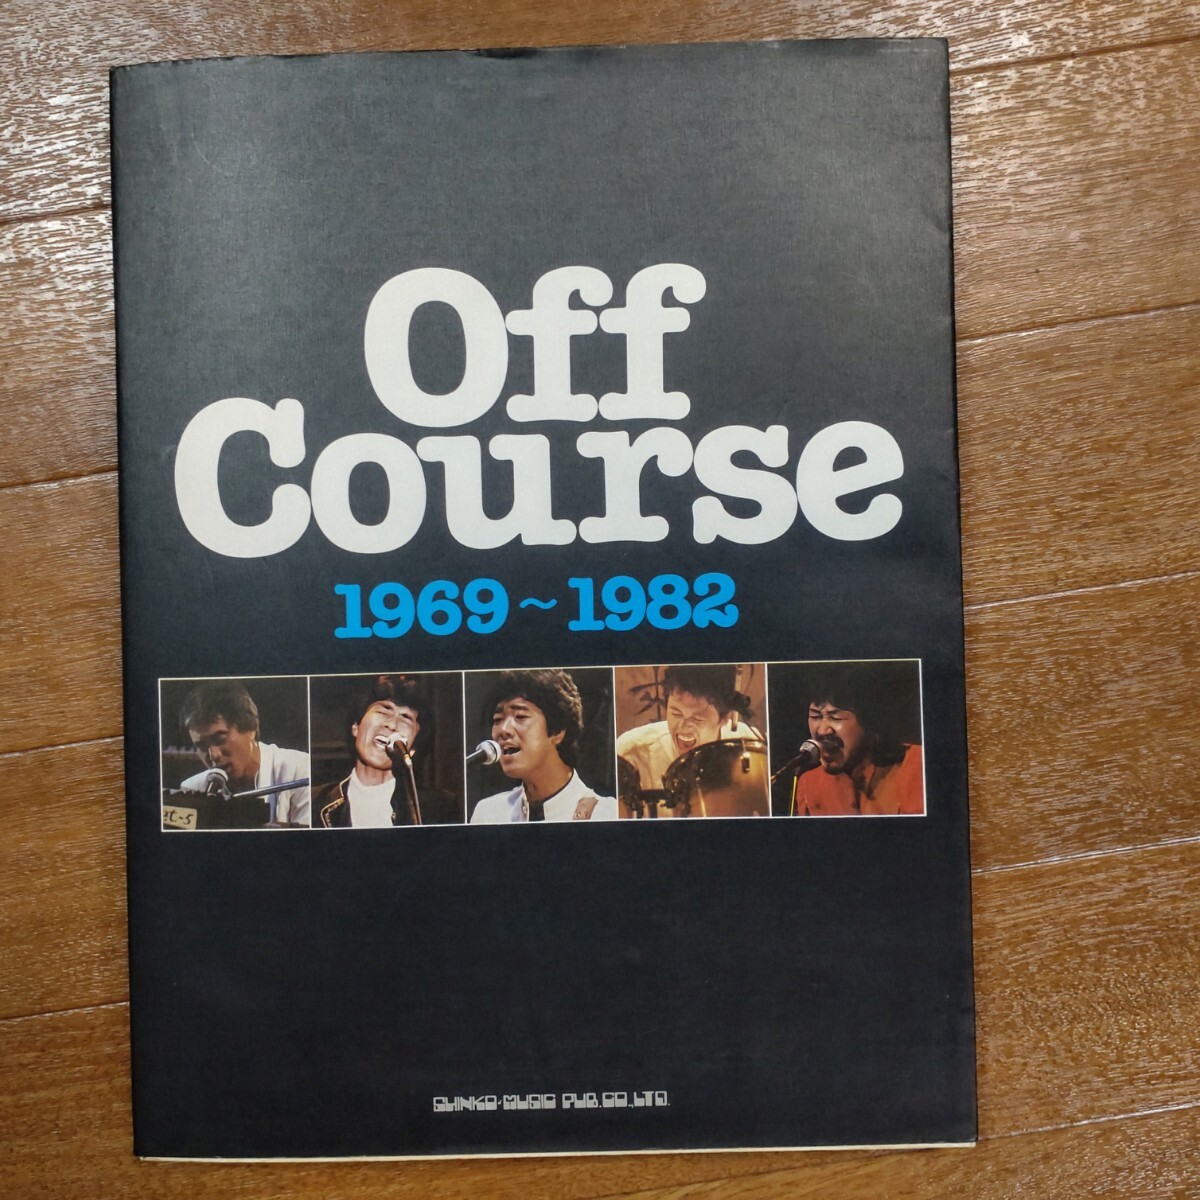 Off
Course
1969~1982
SHINKO-MUSIC PUB.CO.,LTD.